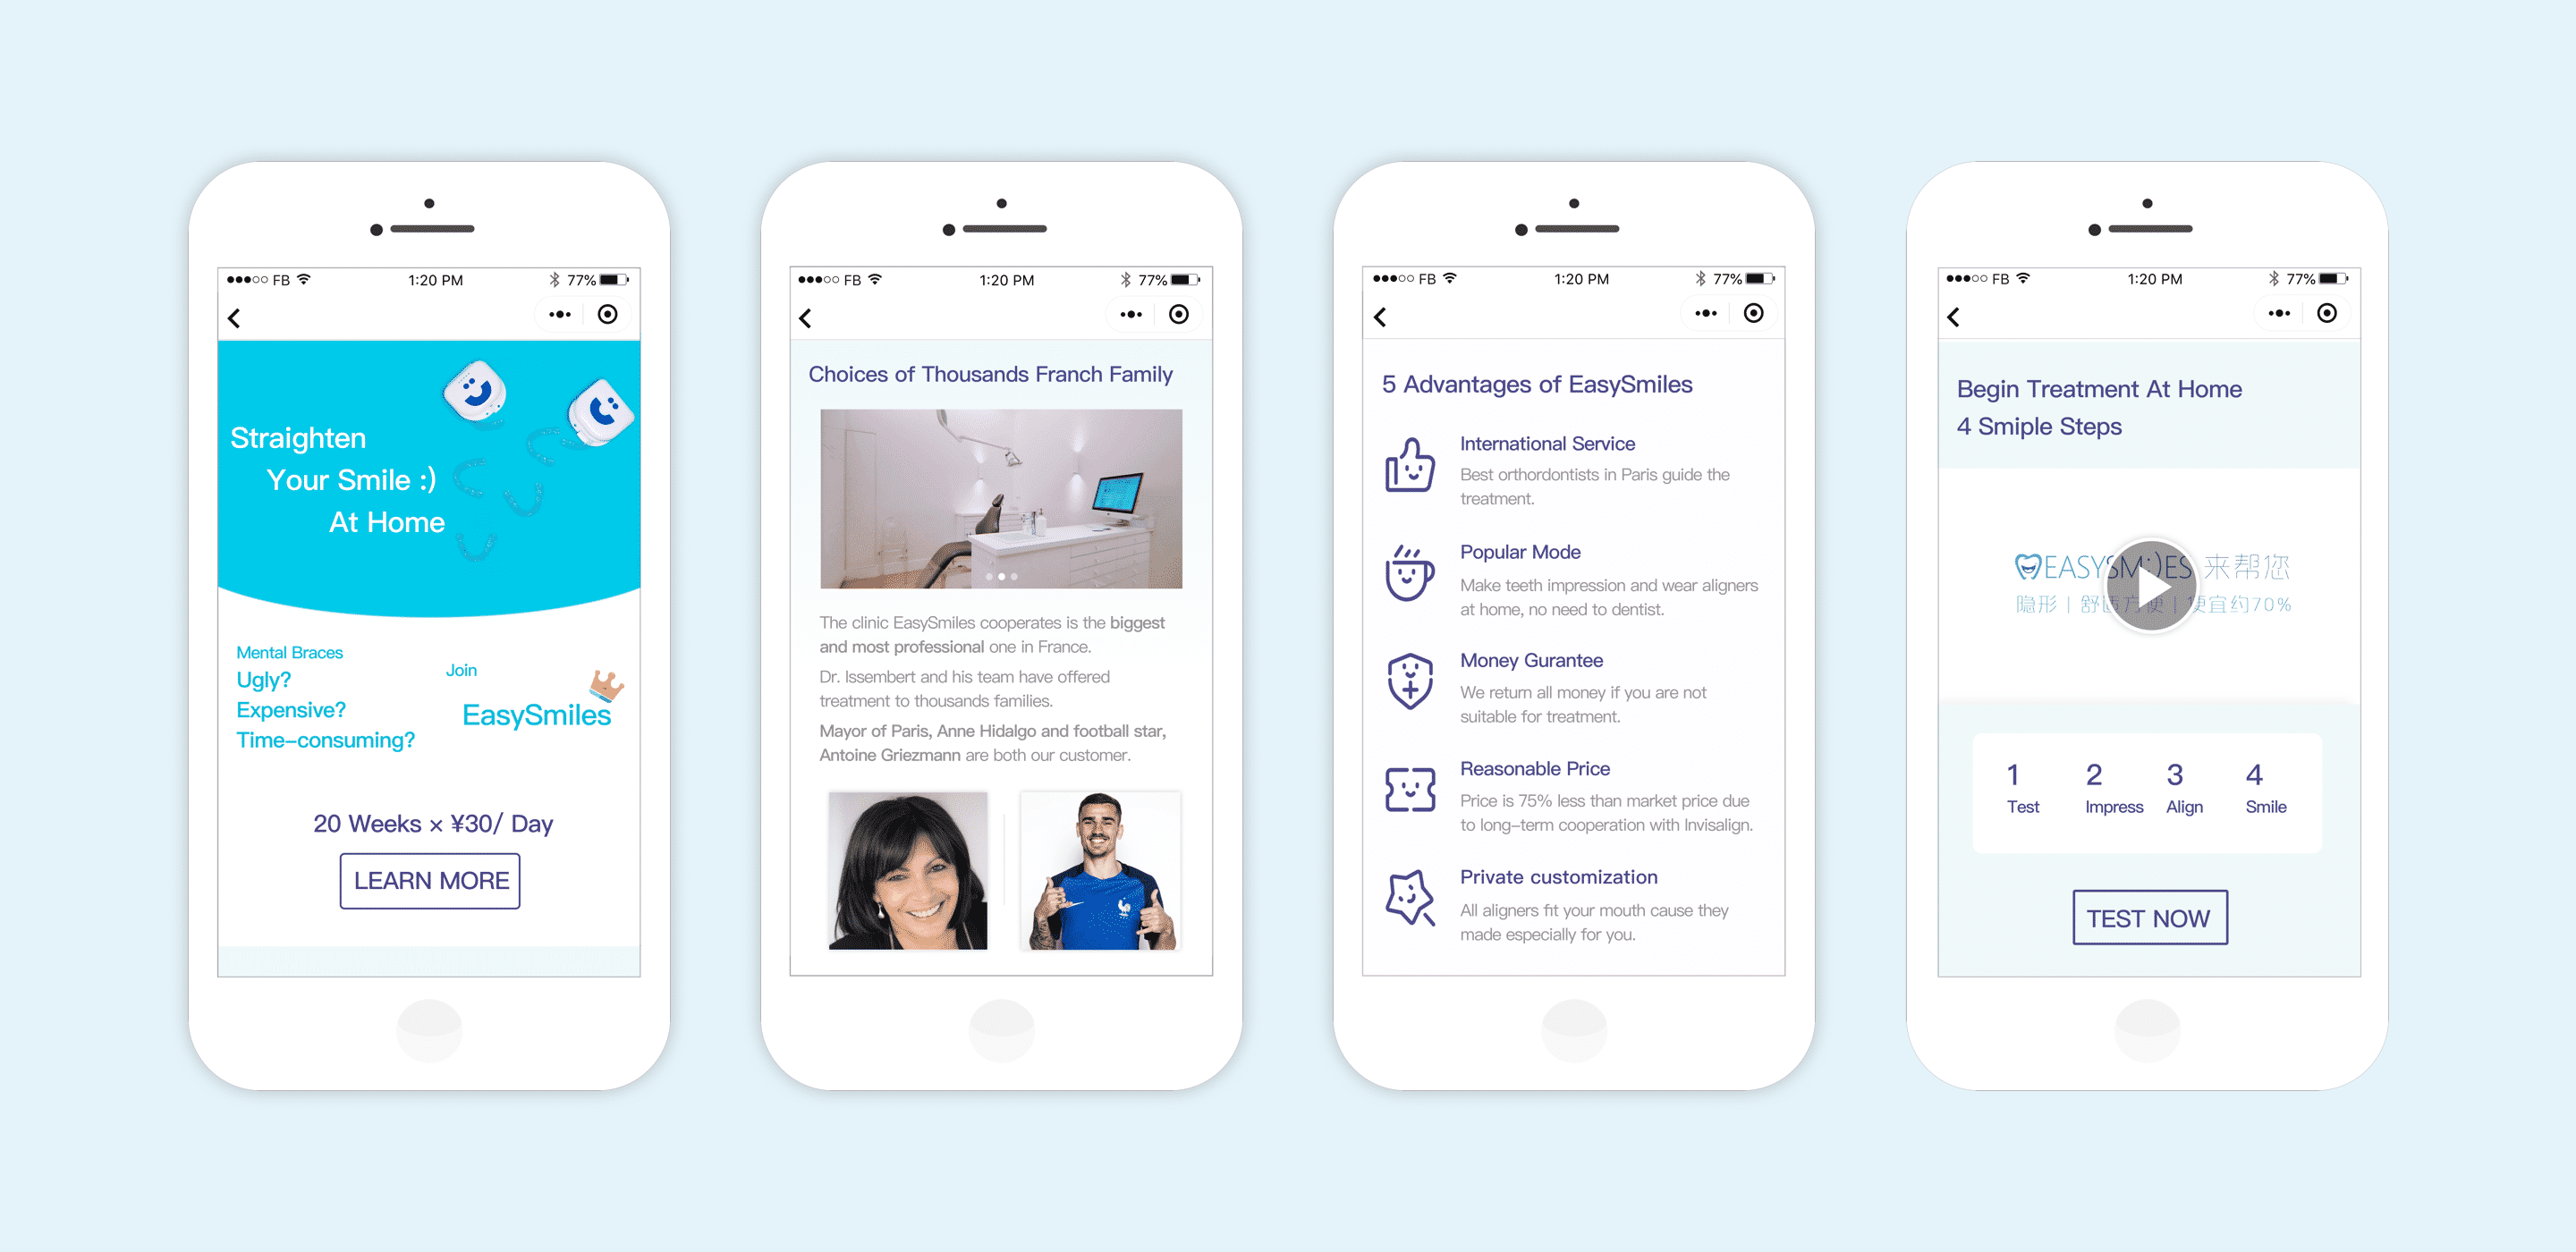 FB 1:20 PM 77%
Straighten
Your Smile :)
At Home
Mental Braces
Ugly?
Expensive?
Time-consuming?
Join
EasySmiles
20 Weeks × ¥30/ Day
LEARN MORE
FB 1:20 PM 77%
Choices of Thousands Franch Family
The clinic EasySmiles cooperates is the biggest
and most professional one in France.
Dr. Issembert and his team have offered
treatment to thousands families.
Mayor of Paris, Anne Hidalgo and football star,
Antoine Griezmann are both our customer.
FB 1:20 PM 77%
5 Advantages of EasySmiles
International Service
Best orthordontists in Paris guide the
treatment.
Popular Mode
Make teeth impression and wear aligners
at home, no need to dentist.
Money Gurantee
We return all money if you are not
suitable for treatment.
Reasonable Price
Price is 75% less than market price due
to long-term cooperation with Invisalign.
Private customization
All aligners fit your mouth cause they
made especially for you.
FB 1:20 PM 77%
Begin Treatment At Home
4 Smiple Steps
EASYSM:)ES 来帮您
隐形 | 舒适方便 | 便宜约70%
1 2 3 4
Test Impress Align Smile
TEST NOW